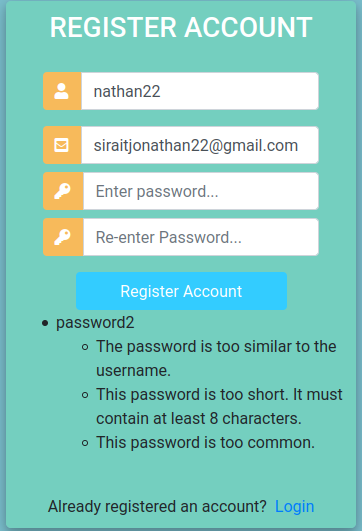 REGISTER ACCOUNT
nathan22
siraitjonathan22@gmail.com
Enter password...
Re-enter Password...
Register Account
password2
The password is too similar to the
username.
This password is too short. It must
contain at least 8 characters.
This password is too common.
Already registered an account? Login